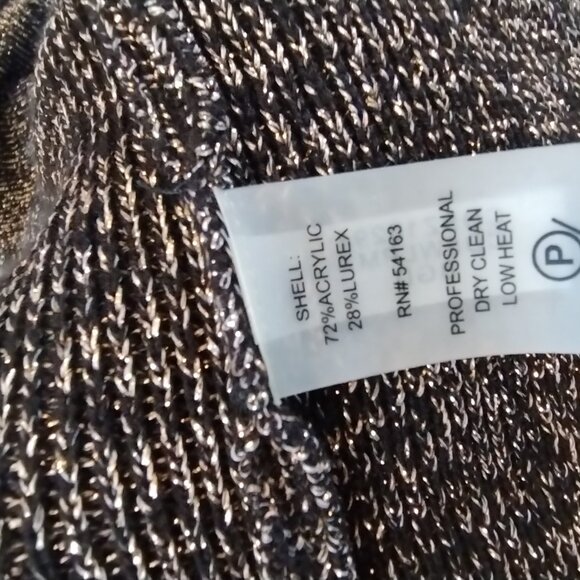 SHELL:
72%ACRYLIC
28%LUREX
RN# 54163
PROFESSIONAL
DRY CLEAN
LOW HEAT
P